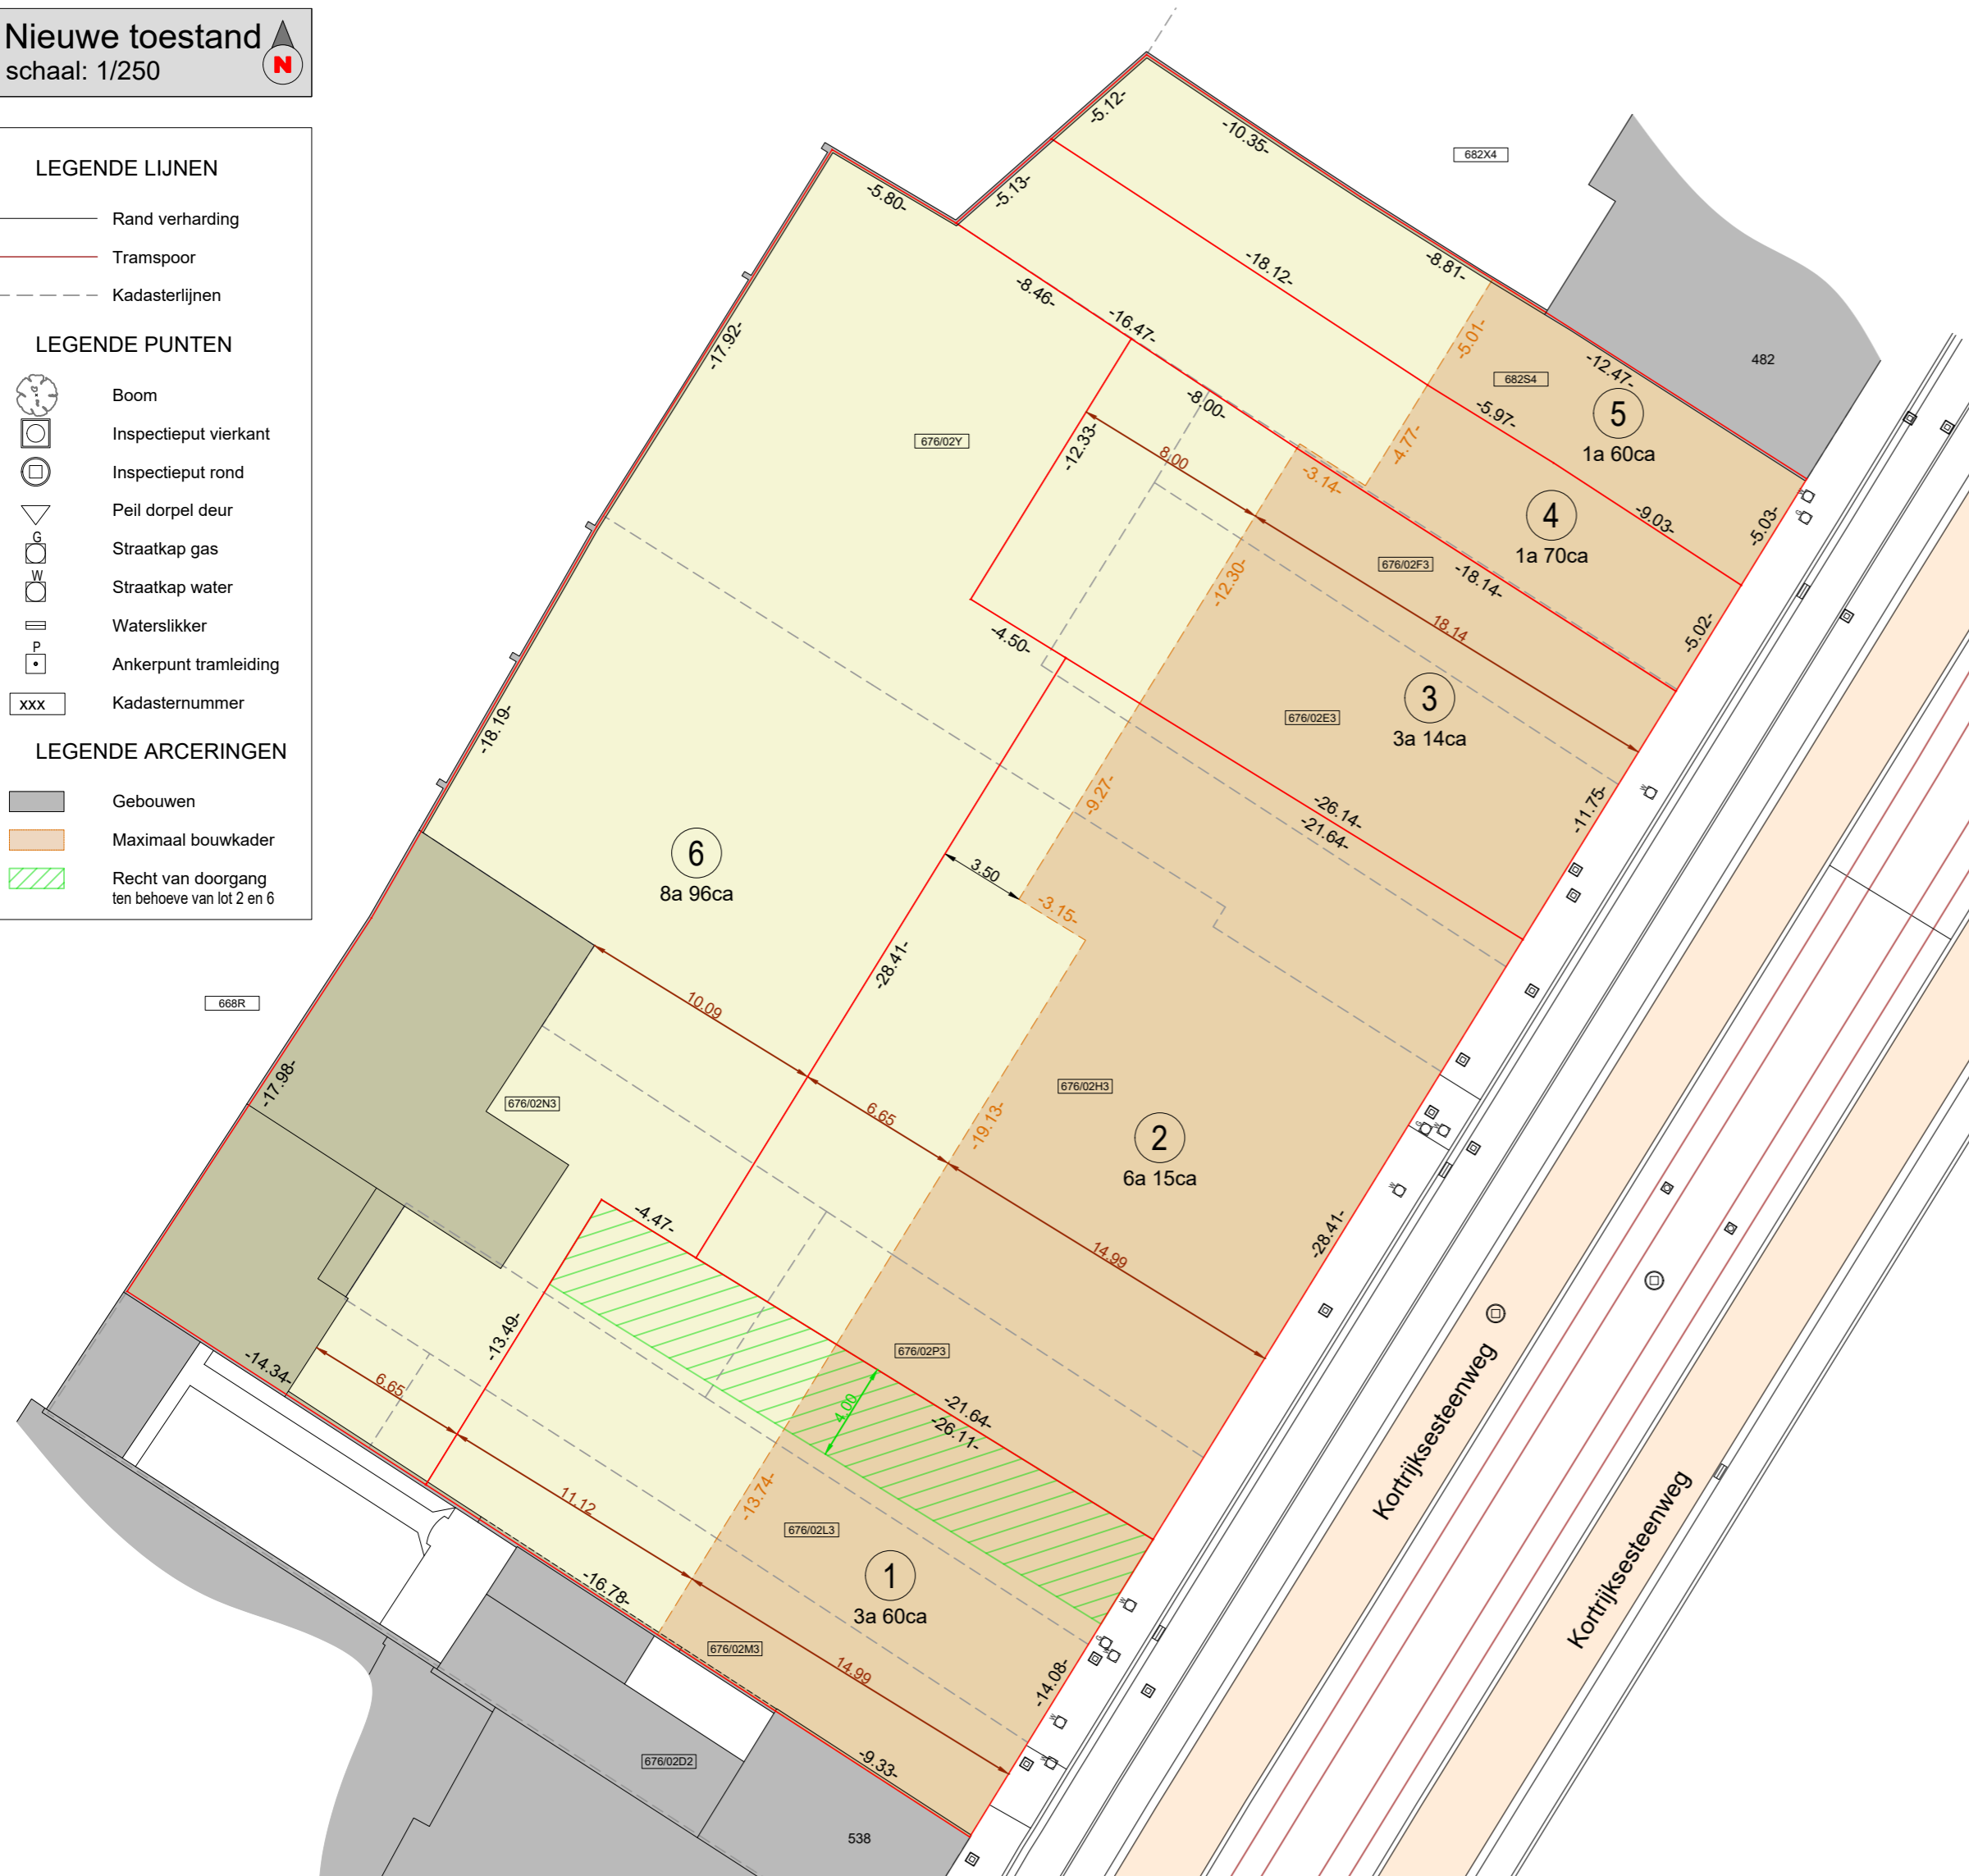 Nieuwe toestand
schaal: 1/250
N
LEGENDE LIJNEN
Rand verharding
Tramspoor
Kadasterlijnen
LEGENDE PUNTEN
Boom
Inspectieput vierkant
Inspectieput rond
Peil dorpel deur
G
Straatkap gas
W
Straatkap water
Waterslikker
P
Ankerpunt tramleiding
xxx
Kadasternummer
LEGENDE ARCERINGEN
Gebouwen
Maximaal bouwkader
Recht van doorgang
ten behoeve van lot 2 en 6
-5.12-
-10.35-
682X4
-5.80-
-5.13-
-18.12-
-8.81-
-8.46-
-16.47-
-17.92-
-5.01-
682S4
-12.47-
482
5
1a 60ca
-5.97-
-8.00-
-4.77-
676/02Y
-12.33-
8.00
-3.14-
4
1a 70ca
-9.03-
-5.03-
676/02F3
-18.14-
-12.30-
18.14
-5.02-
-4.50-
3
3a 14ca
676/02E3
-18.19-
-9.27-
-26.14-
-21.64-
-11.75-
6
8a 96ca
3.50
-3.15-
-28.41-
10.09
668R
-17.98-
676/02N3
6.65
-19.13-
676/02H3
2
6a 15ca
-4.47-
14.99
-28.41-
-13.49-
676/02P3
-14.34-
6.65
4.00
-21.64-
-26.11-
11.12
-13.74-
676/02L3
1
3a 60ca
-16.78-
676/02M3
14.99
-14.08-
676/02D2
-9.33-
538
Kortrijksesteenweg
Kortrijksesteenweg